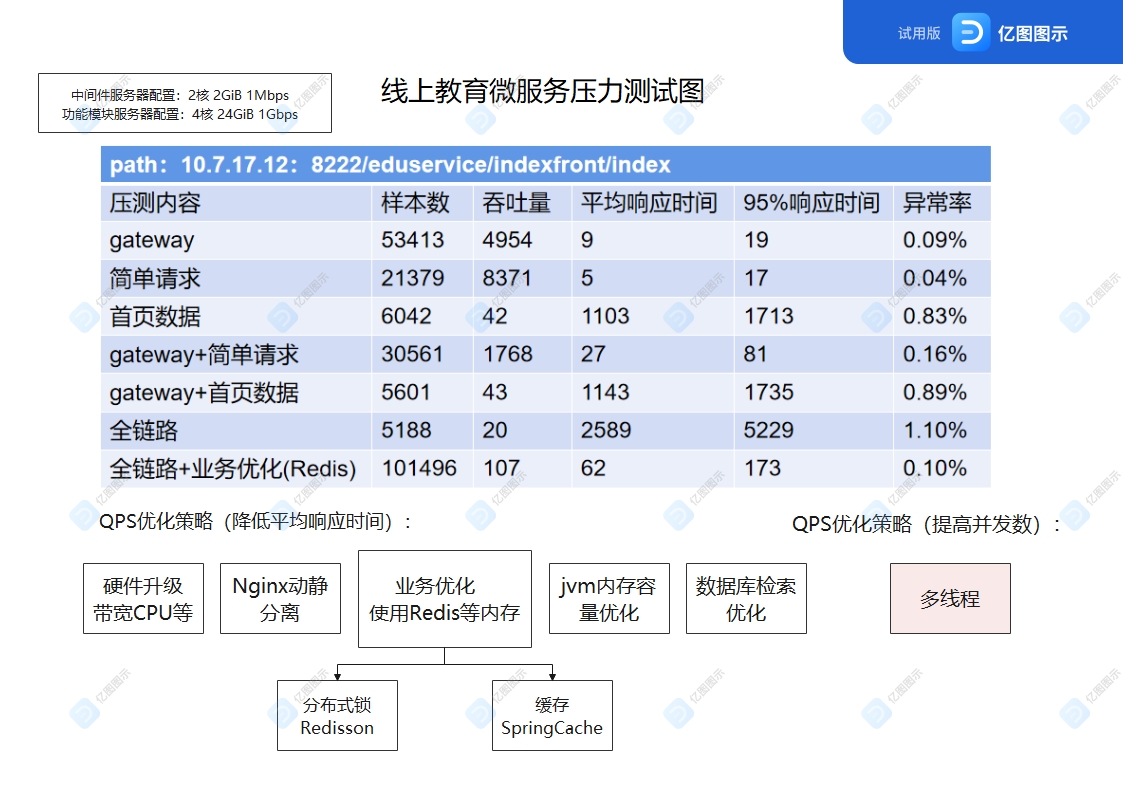 试用版 亿图图示
中间件服务器配置：2核 2GiB 1Mbps
功能模块服务器配置：4核 24GiB 1Gbps
线上教育微服务压力测试图
path：10.7.17.12：8222/eduservice/indexfront/index
压测内容 样本数 吞吐量 平均响应时间 95%响应时间 异常率
gateway 53413 4954 9 19 0.09%
简单请求 21379 8371 5 17 0.04%
首页数据 6042 42 1103 1713 0.83%
gateway+简单请求 30561 1768 27 81 0.16%
gateway+首页数据 5601 43 1143 1735 0.89%
全链路 5188 20 2589 5229 1.10%
全链路+业务优化(Redis) 101496 107 62 173 0.10%
QPS优化策略（降低平均响应时间）：
QPS优化策略（提高并发数）：
硬件升级
带宽CPU等
Nginx动静
分离
业务优化
使用Redis等内存
jvm内存容
量优化
数据库检索
优化
多线程
分布式锁
Redisson
缓存
SpringCache